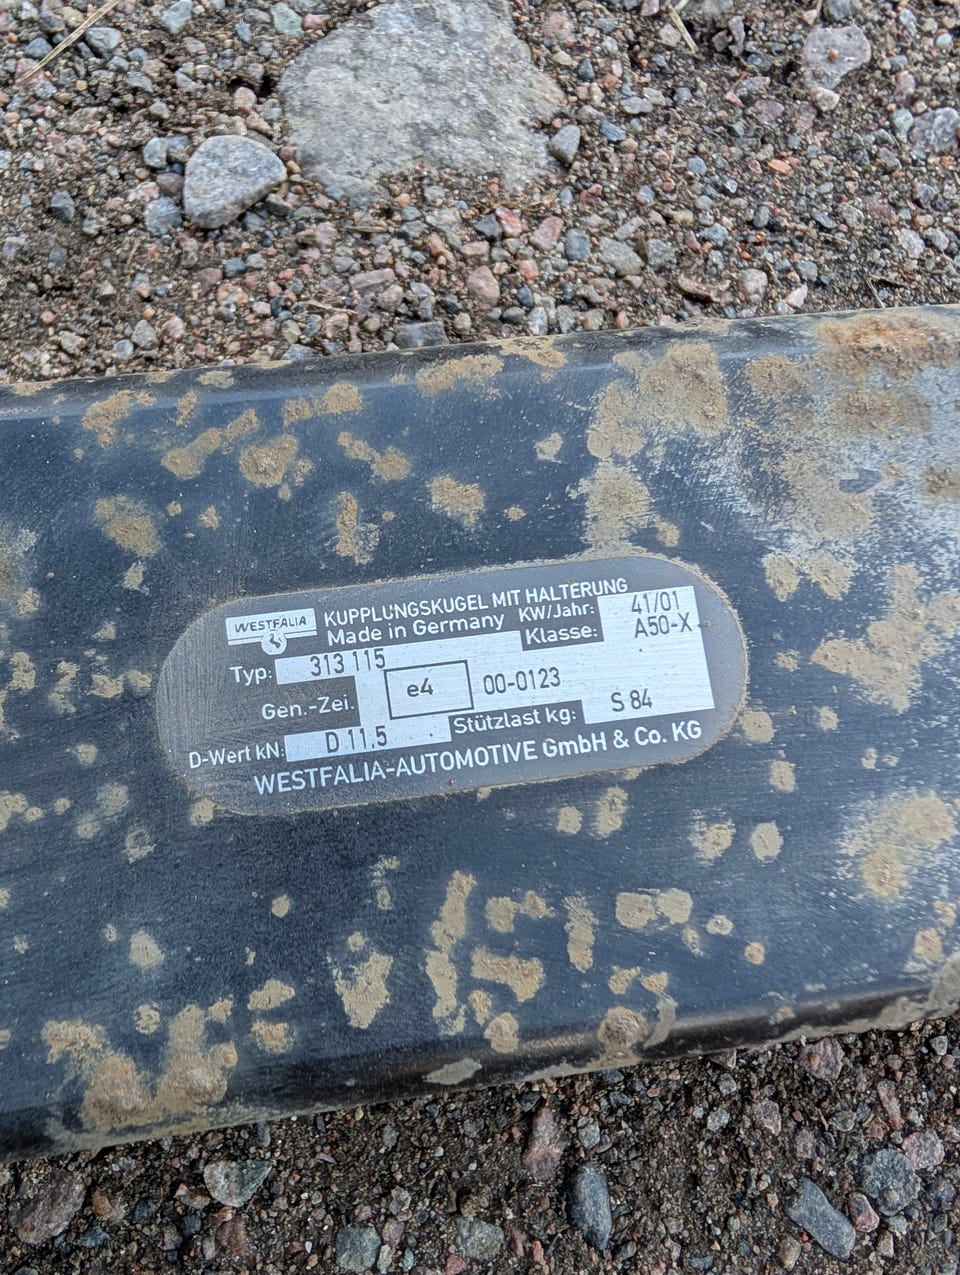 WESTFALIA KUPPLUNGSKUGEL MIT HALTERUNG
Made in Germany KW/Jahr: 41/01
Klasse: A50-X
Typ: 313 115
Gen.-Zei. e4 00-0123
D-Wert kN: D 11,5 Stützlast kg: S 84
WESTFALIA-AUTOMOTIVE GmbH & Co. KG